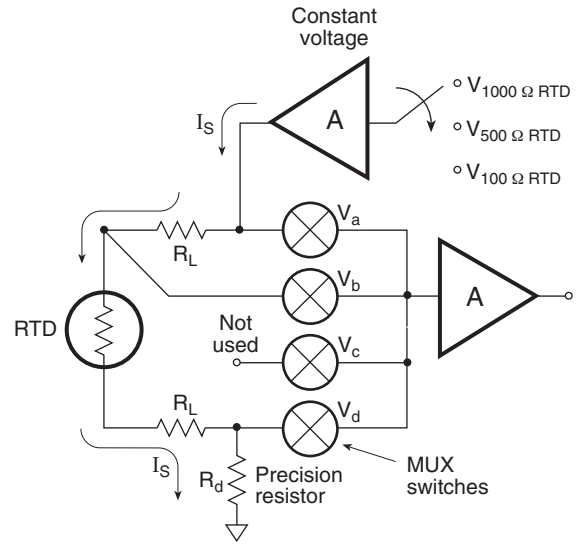 Constant
voltage
A
V1000 Ω RTD
V500 Ω RTD
V100 Ω RTD
IS
RL
Va
Vb
A
RTD
Not
used
Vc
RL
Vd
IS
Rd
Precision
resistor
MUX
switches